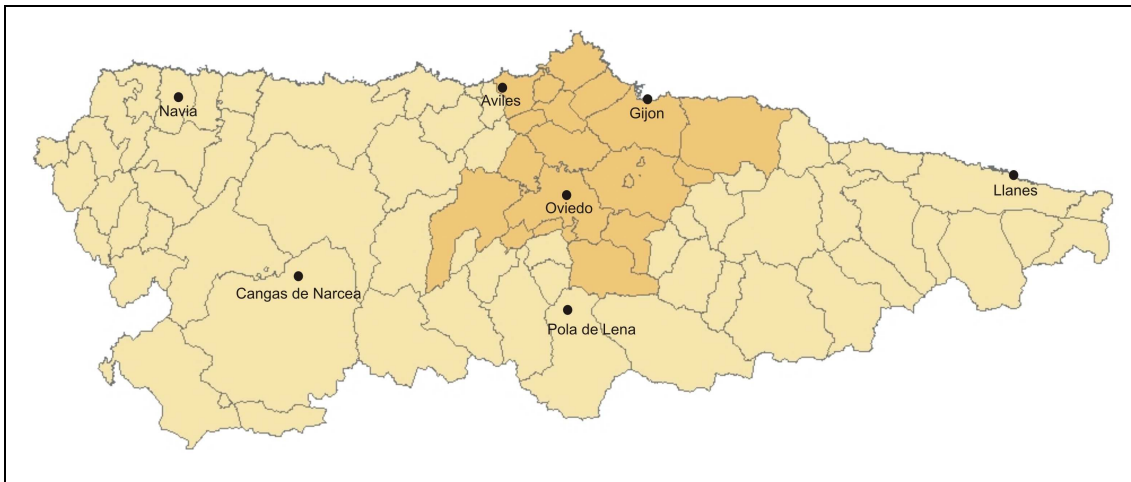 Aviles
Navia
Gijon
Llanes
Oviedo
Cangas de Narcea
Pola de Lena